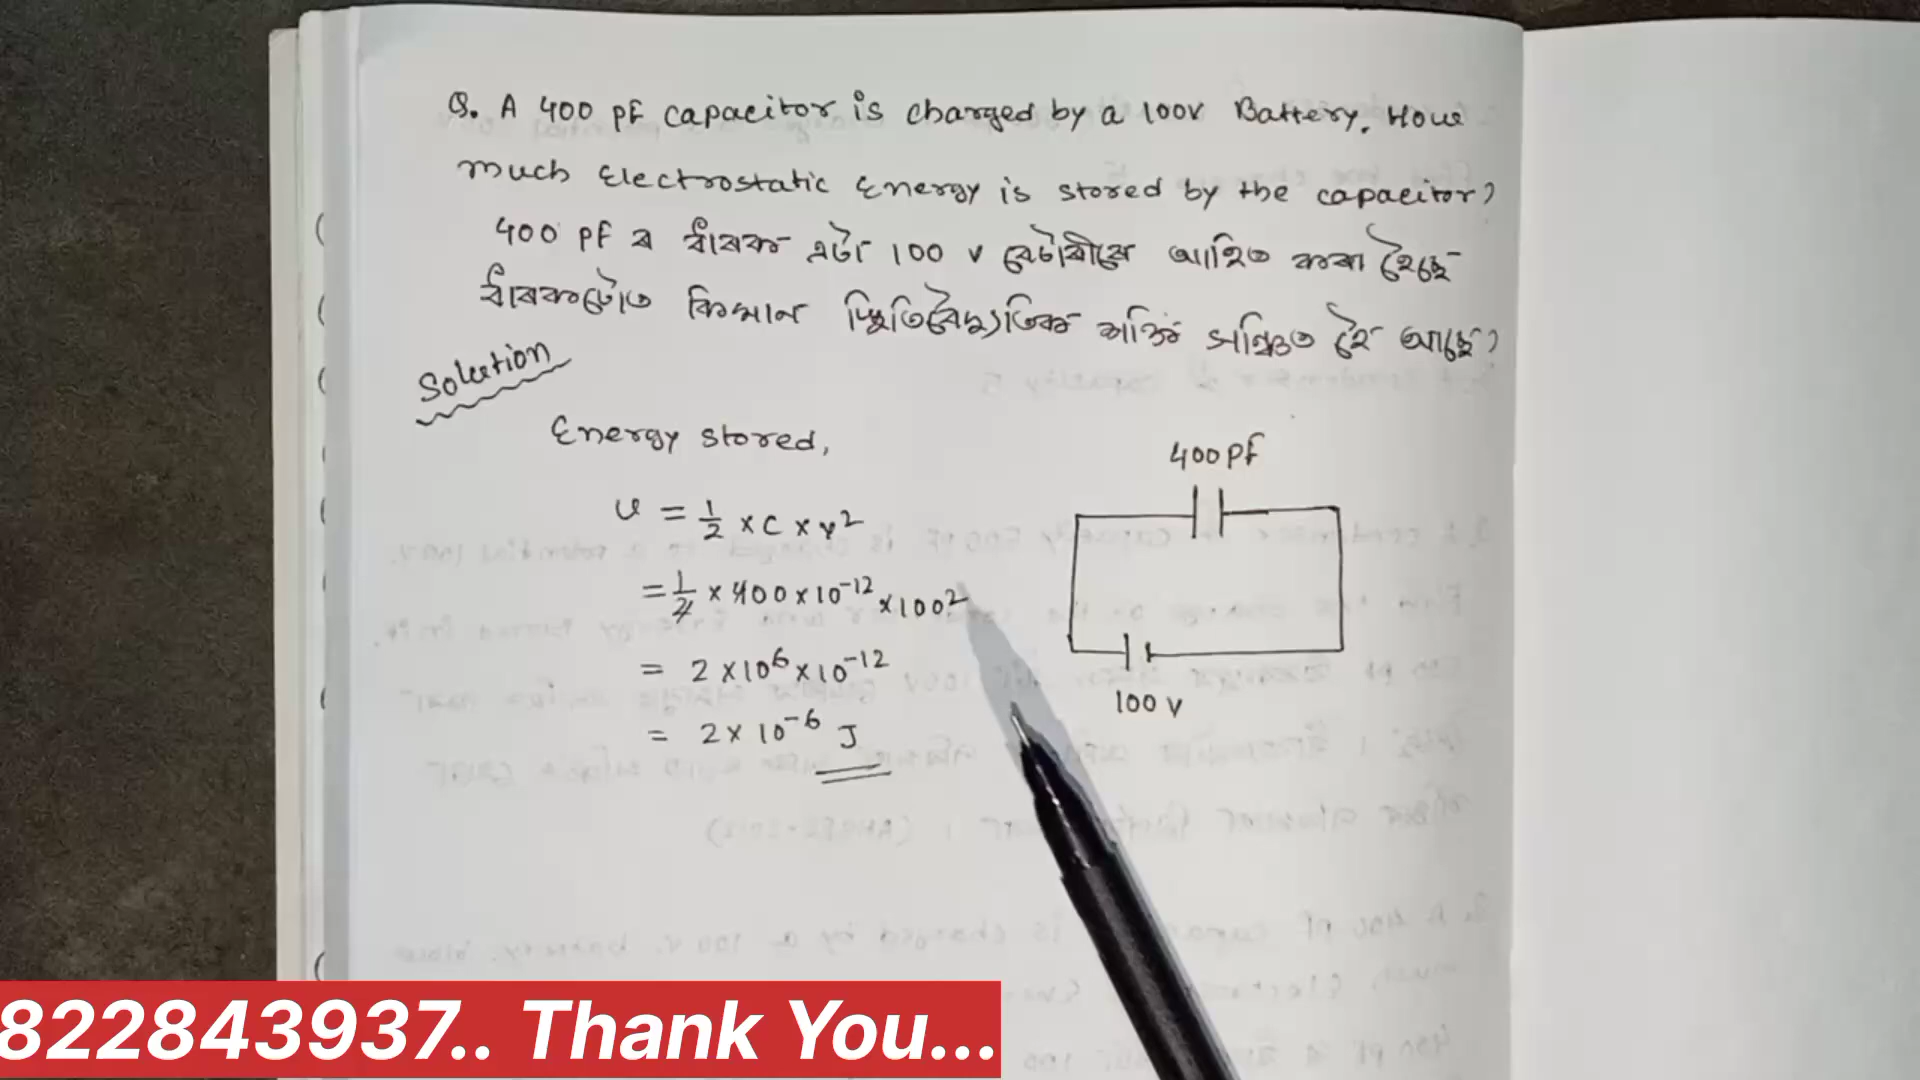 Q. A 400 pF capacitor is charged by a 100V Battery. How
much Electrostatic Energy is stored by the capacitor?
400 pF ৰ ধাৰক এটা 100 V বেটাৰীৰে আহিত কৰা হৈছে
ধাৰকটোত কিমান স্থিতিবৈদ্যুতিক শক্তি সঞ্চিত হৈ আছে?
Solution
Energy stored,
400 pF
U = 1/2 × C × V²
= 1/2 × 400 × 10⁻¹² × 100²
= 2 × 10⁶ × 10⁻¹²
100 V
= 2 × 10⁻⁶ J
822843937.. Thank You...